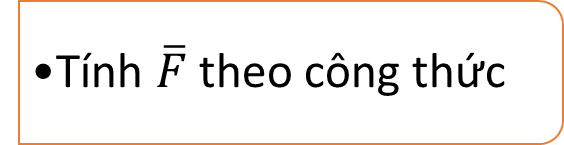 •Tính F̿ theo công thức